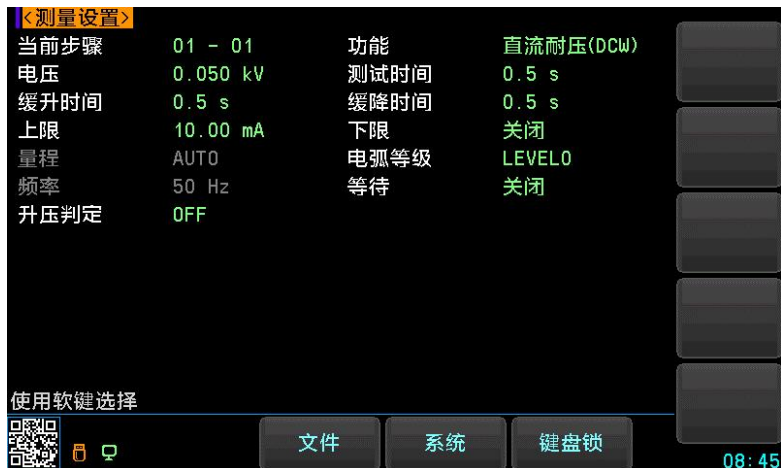 <测量设置>
当前步骤 01 - 01 功能 直流耐压(DCW)
电压 0.050 kV 测试时间 0.5 s
缓升时间 0.5 s 缓降时间 0.5 s
上限 10.00 mA 下限 关闭
量程 AUTO 电弧等级 LEVEL0
频率 50 Hz 等待 关闭
升压判定 OFF
使用软键选择
文件 系统 键盘锁
08:45